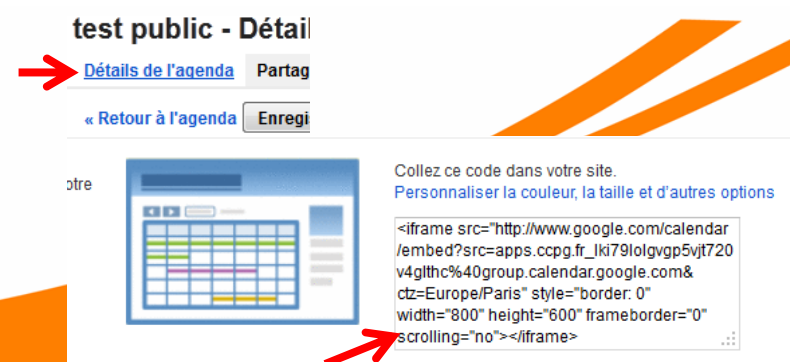 test public - Détail
Détails de l'agenda Partag
« Retour à l'agenda Enregi
otre
Collez ce code dans votre site.
Personnaliser la couleur, la taille et d'autres options
<iframe src="http://www.google.com/calendar
/embed?src=apps.ccpg.fr_lki79lolgvgp5vjt720
v4glthc%40group.calendar.google.com&
ctz=Europe/Paris" style="border: 0"
width="800" height="600" frameborder="0"
scrolling="no"></iframe>